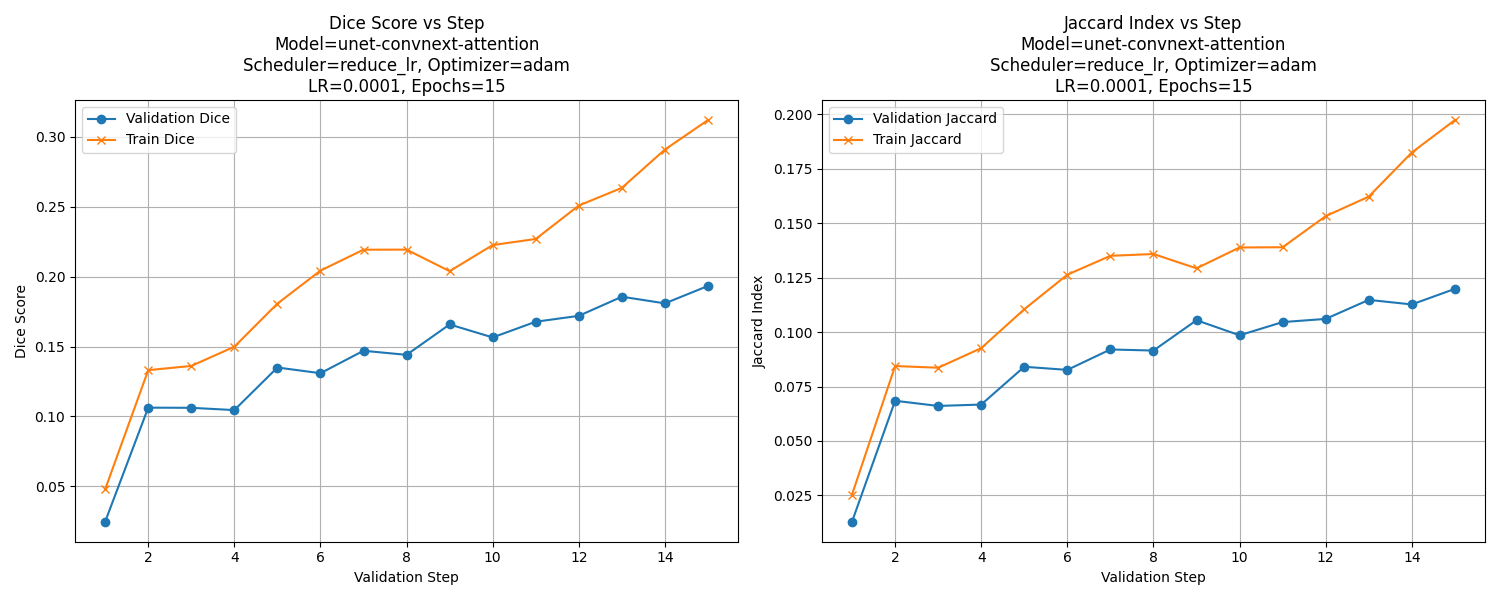 Dice Score vs Step
Model=unet-convnext-attention
Scheduler=reduce_lr, Optimizer=adam
LR=0.0001, Epochs=15
Validation Dice
Train Dice
0.30
0.25
0.20
0.15
0.10
0.05
Dice Score
2 4 6 8 10 12 14
Validation Step
Jaccard Index vs Step
Model=unet-convnext-attention
Scheduler=reduce_lr, Optimizer=adam
LR=0.0001, Epochs=15
Validation Jaccard
Train Jaccard
0.200
0.175
0.150
0.125
0.100
0.075
0.050
0.025
Jaccard Index
2 4 6 8 10 12 14
Validation Step